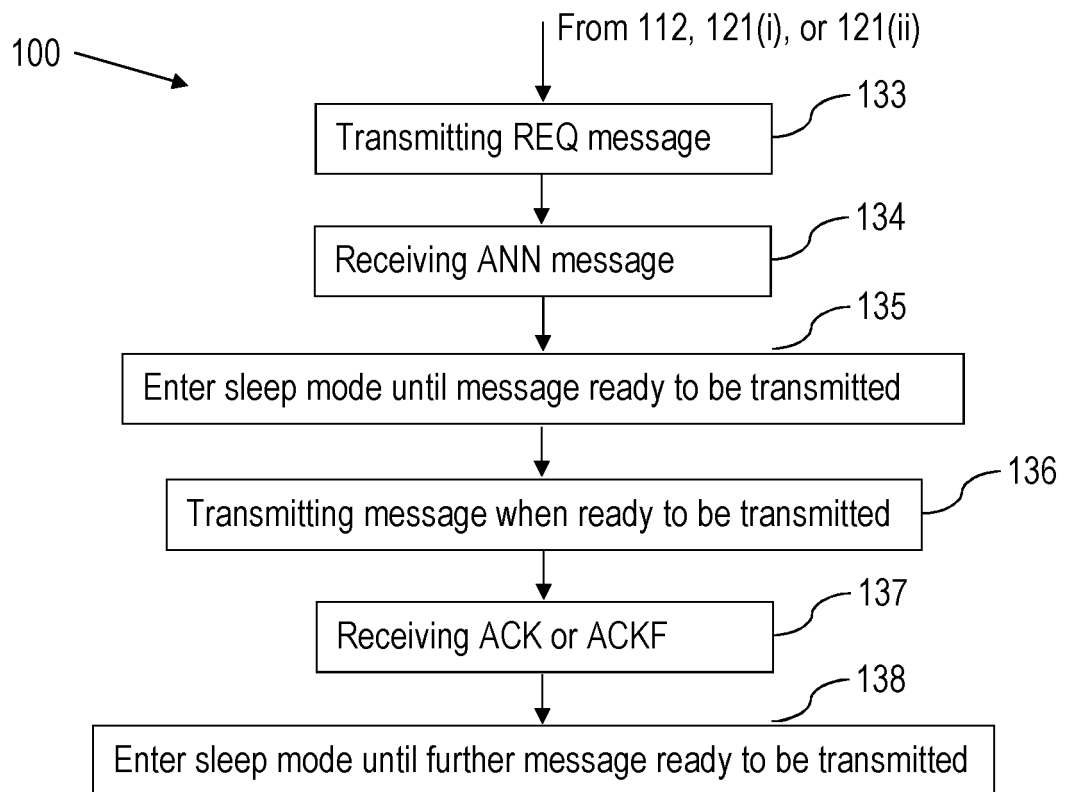 From 112, 121(i), or 121(ii)
100
133
Transmitting REQ message
134
Receiving ANN message
135
Enter sleep mode until message ready to be transmitted
136
Transmitting message when ready to be transmitted
137
Receiving ACK or ACKF
138
Enter sleep mode until further message ready to be transmitted